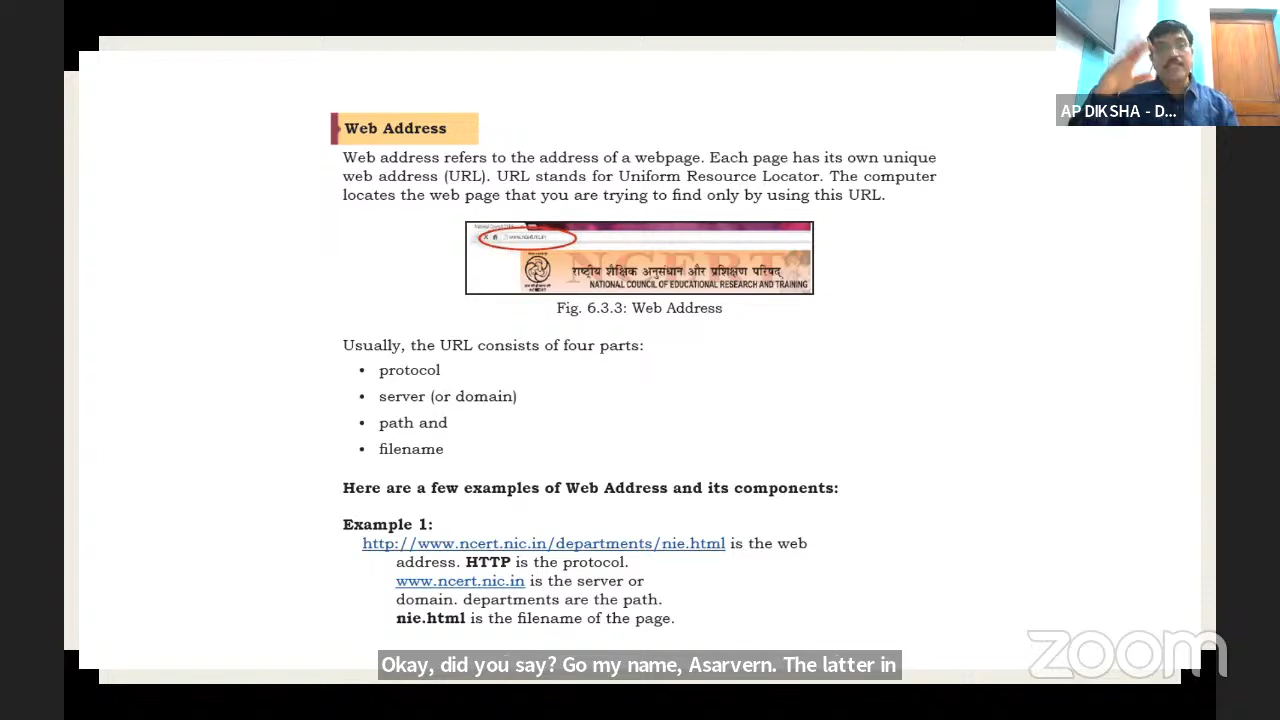 AP DIKSHA - D...
Web Address
Web address refers to the address of a webpage. Each page has its own unique
web address (URL). URL stands for Uniform Resource Locator. The computer
locates the web page that you are trying to find only by using this URL.
www.ncert.nic.in
राष्ट्रीय शैक्षिक अनुसंधान और प्रशिक्षण परिषद्
NCERT
NATIONAL COUNCIL OF EDUCATIONAL RESEARCH AND TRAINING
Fig. 6.3.3: Web Address
Usually, the URL consists of four parts:
• protocol
• server (or domain)
• path and
• filename
Here are a few examples of Web Address and its components:
Example 1:
http://www.ncert.nic.in/departments/nie.html is the web
address. HTTP is the protocol.
www.ncert.nic.in is the server or
domain. departments are the path.
nie.html is the filename of the page.
zoom
Okay, did you say? Go my name, Asarvern. The latter in